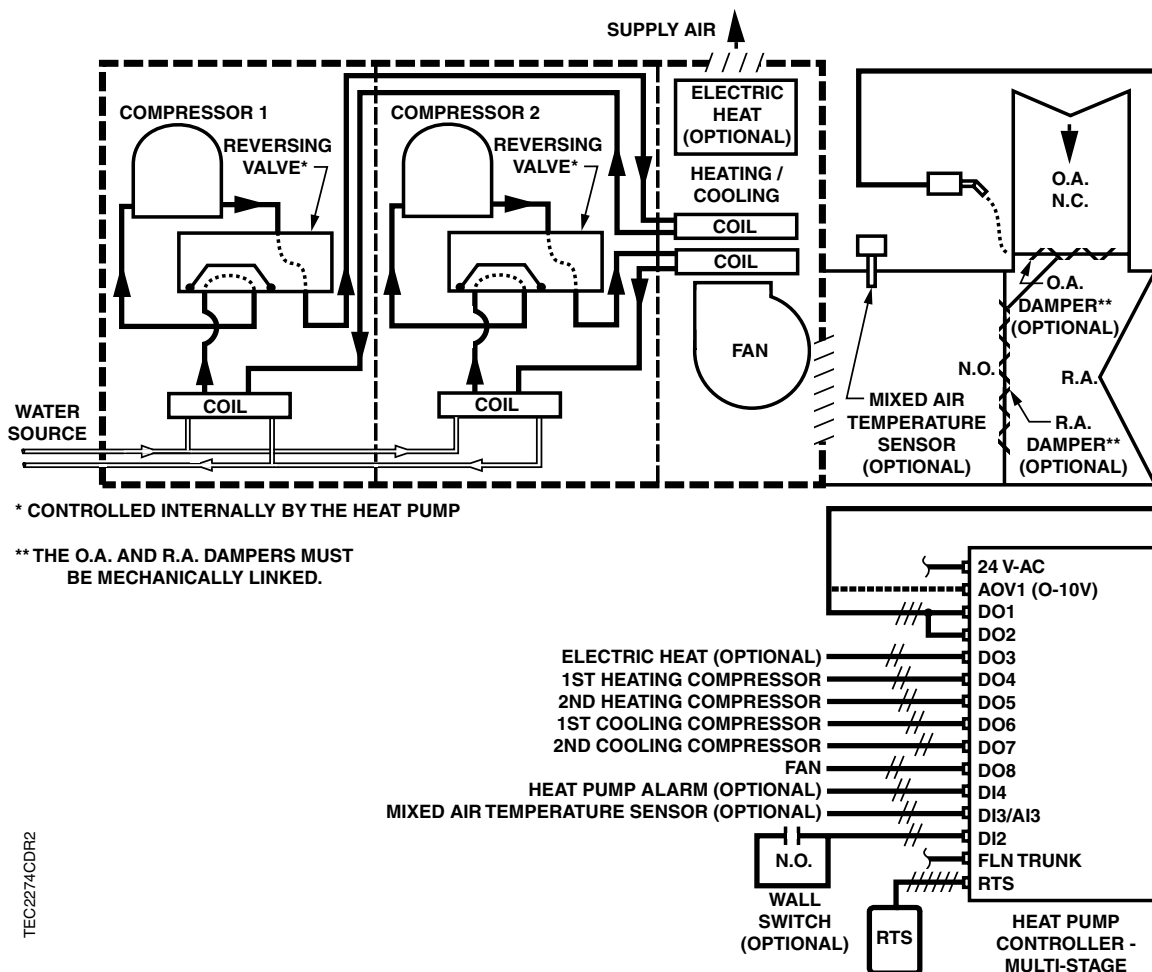 SUPPLY AIR
COMPRESSOR 1
REVERSING
VALVE*
COMPRESSOR 2
REVERSING
VALVE*
ELECTRIC
HEAT
(OPTIONAL)
HEATING /
COOLING
COIL
COIL
FAN
COIL
COIL
WATER
SOURCE
O.A.
N.C.
O.A.
DAMPER**
(OPTIONAL)
N.O.
R.A.
MIXED AIR
TEMPERATURE
SENSOR
(OPTIONAL)
R.A.
DAMPER**
(OPTIONAL)
* CONTROLLED INTERNALLY BY THE HEAT PUMP
** THE O.A. AND R.A. DAMPERS MUST
BE MECHANICALLY LINKED.
24 V-AC
AOV1 (O-10V)
DO1
DO2
ELECTRIC HEAT (OPTIONAL) DO3
1ST HEATING COMPRESSOR DO4
2ND HEATING COMPRESSOR DO5
1ST COOLING COMPRESSOR DO6
2ND COOLING COMPRESSOR DO7
FAN DO8
HEAT PUMP ALARM (OPTIONAL) DI4
MIXED AIR TEMPERATURE SENSOR (OPTIONAL) DI3/AI3
DI2
N.O.
FLN TRUNK
RTS
WALL
SWITCH
(OPTIONAL)
RTS
HEAT PUMP
CONTROLLER -
MULTI-STAGE
TEC2274CDR2